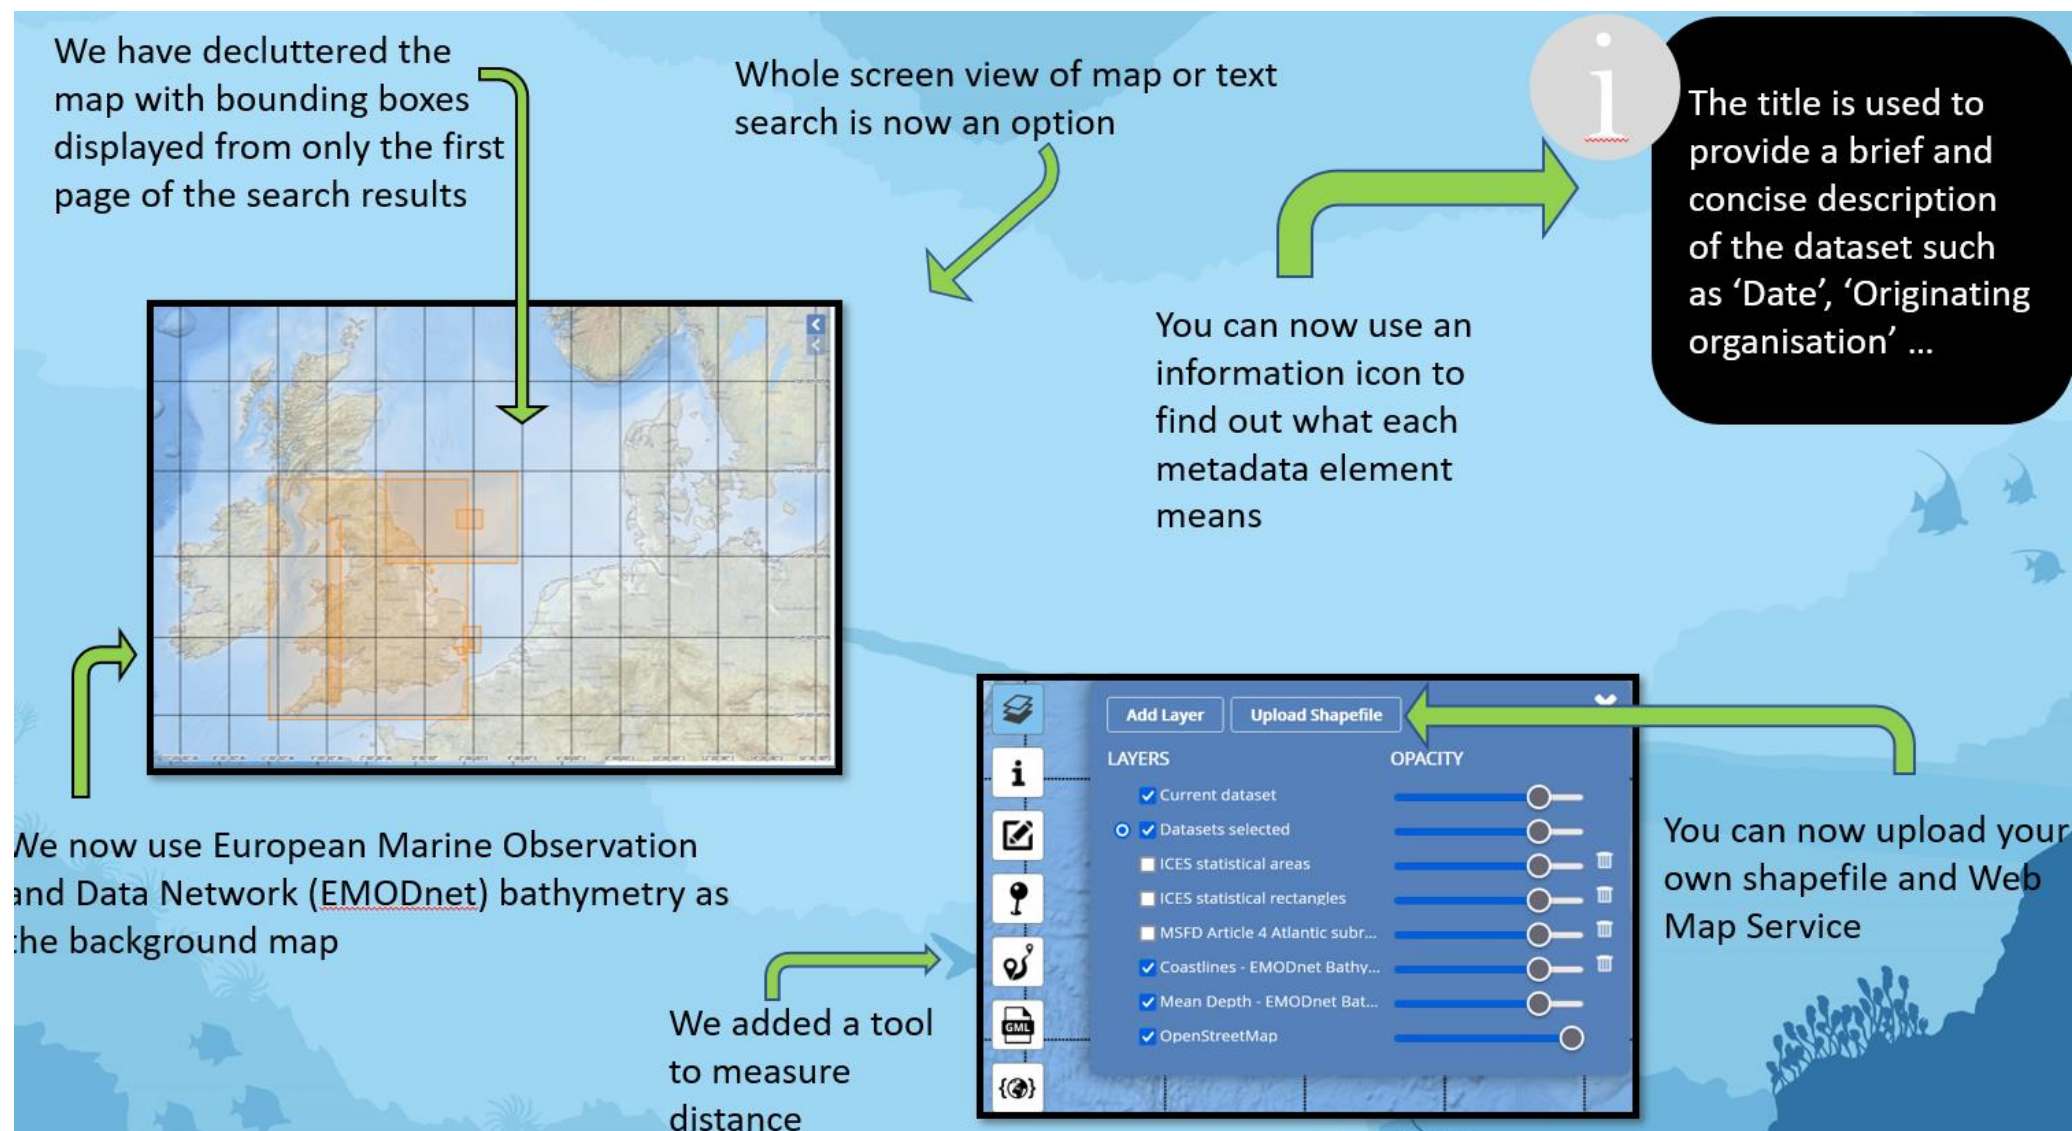 We have decluttered the
map with bounding boxes
displayed from only the first
page of the search results
Whole screen view of map or text
search is now an option
i
The title is used to
provide a brief and
concise description
of the dataset such
as ‘Date’, ‘Originating
organisation’ ...
You can now use an
information icon to
find out what each
metadata element
means
We now use European Marine Observation
and Data Network (EMODnet) bathymetry as
the background map
We added a tool
to measure
distance
Add Layer Upload Shapefile
LAYERS OPACITY
Current dataset
Datasets selected
ICES statistical areas
ICES statistical rectangles
MSFD Article 4 Atlantic subr...
Coastlines - EMODnet Bathy...
Mean Depth - EMODnet Bat...
OpenStreetMap
i
GML
You can now upload your
own shapefile and Web
Map Service